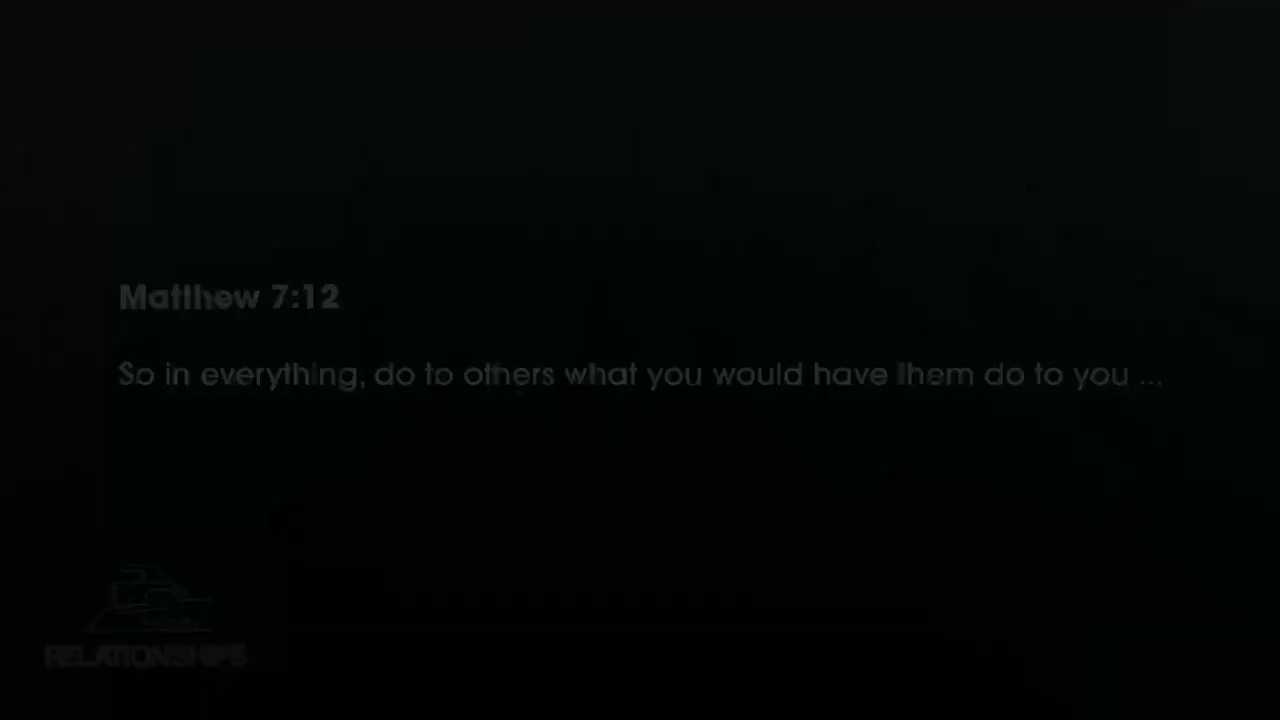 Matthew 7:12
So in everything, do to others what you would have them do to you ...
RELATIONSHIPS